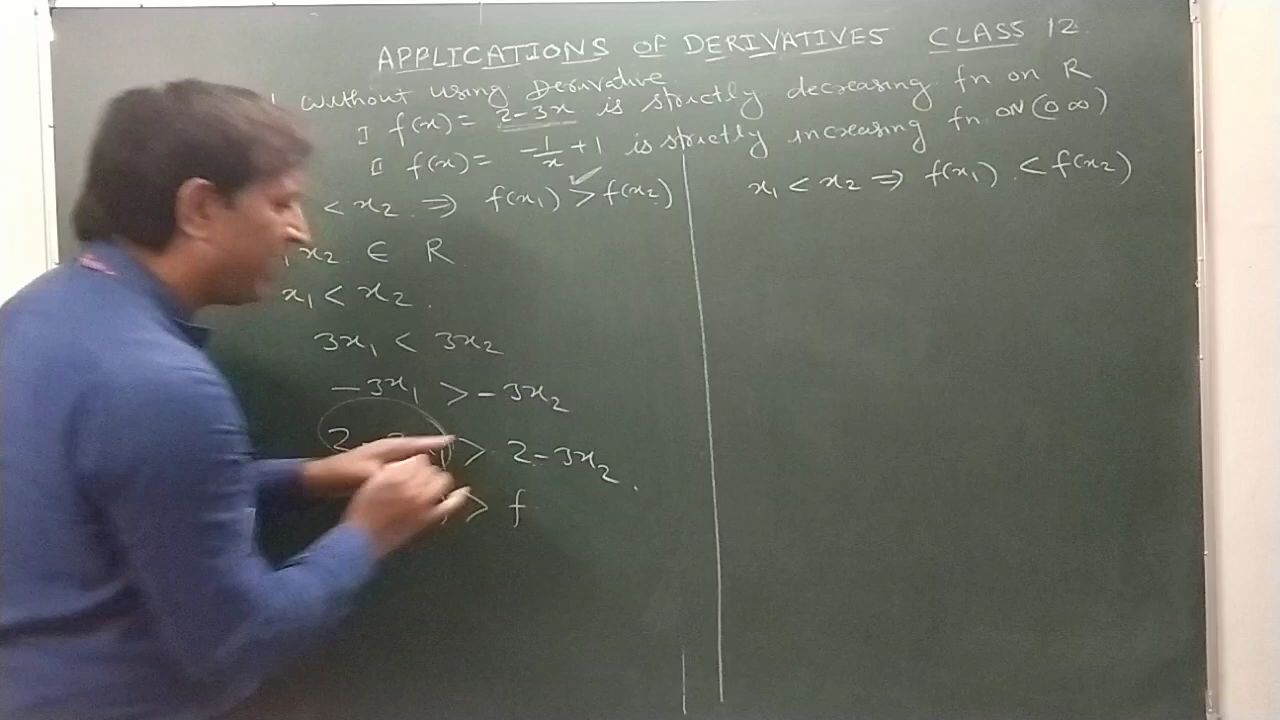 APPLICATIONS OF DERIVATIVES CLASS 12
without using Derivative
f(x) = 2-3x is strictly decreasing fn on R
f(x) = -1/x + 1 is strictly increasing fn on (0 ∞)
< x₂ ⇒ f(x₁) > f(x₂)
x₂ ∈ R
x₁ < x₂.
3x₁ < 3x₂
-3x₁ > -3x₂
2 > 2-3x₂.
> f
x₁ < x₂ ⇒ f(x₁) < f(x₂)